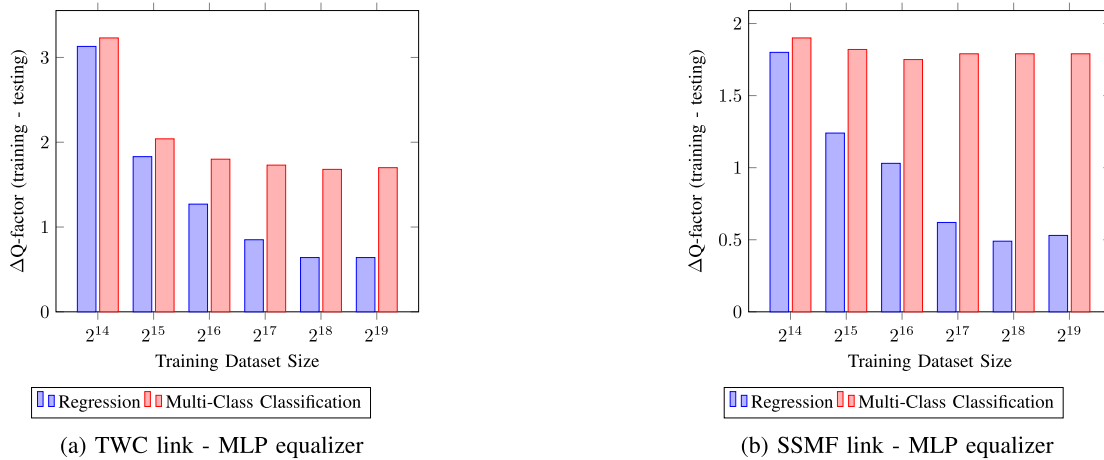 3
2
1
0
ΔQ-factor (training - testing)
2^14 2^15 2^16 2^17 2^18 2^19
Training Dataset Size
Regression Multi-Class Classification
(a) TWC link - MLP equalizer
2
1.5
1
0.5
0
ΔQ-factor (training - testing)
2^14 2^15 2^16 2^17 2^18 2^19
Training Dataset Size
Regression Multi-Class Classification
(b) SSMF link - MLP equalizer